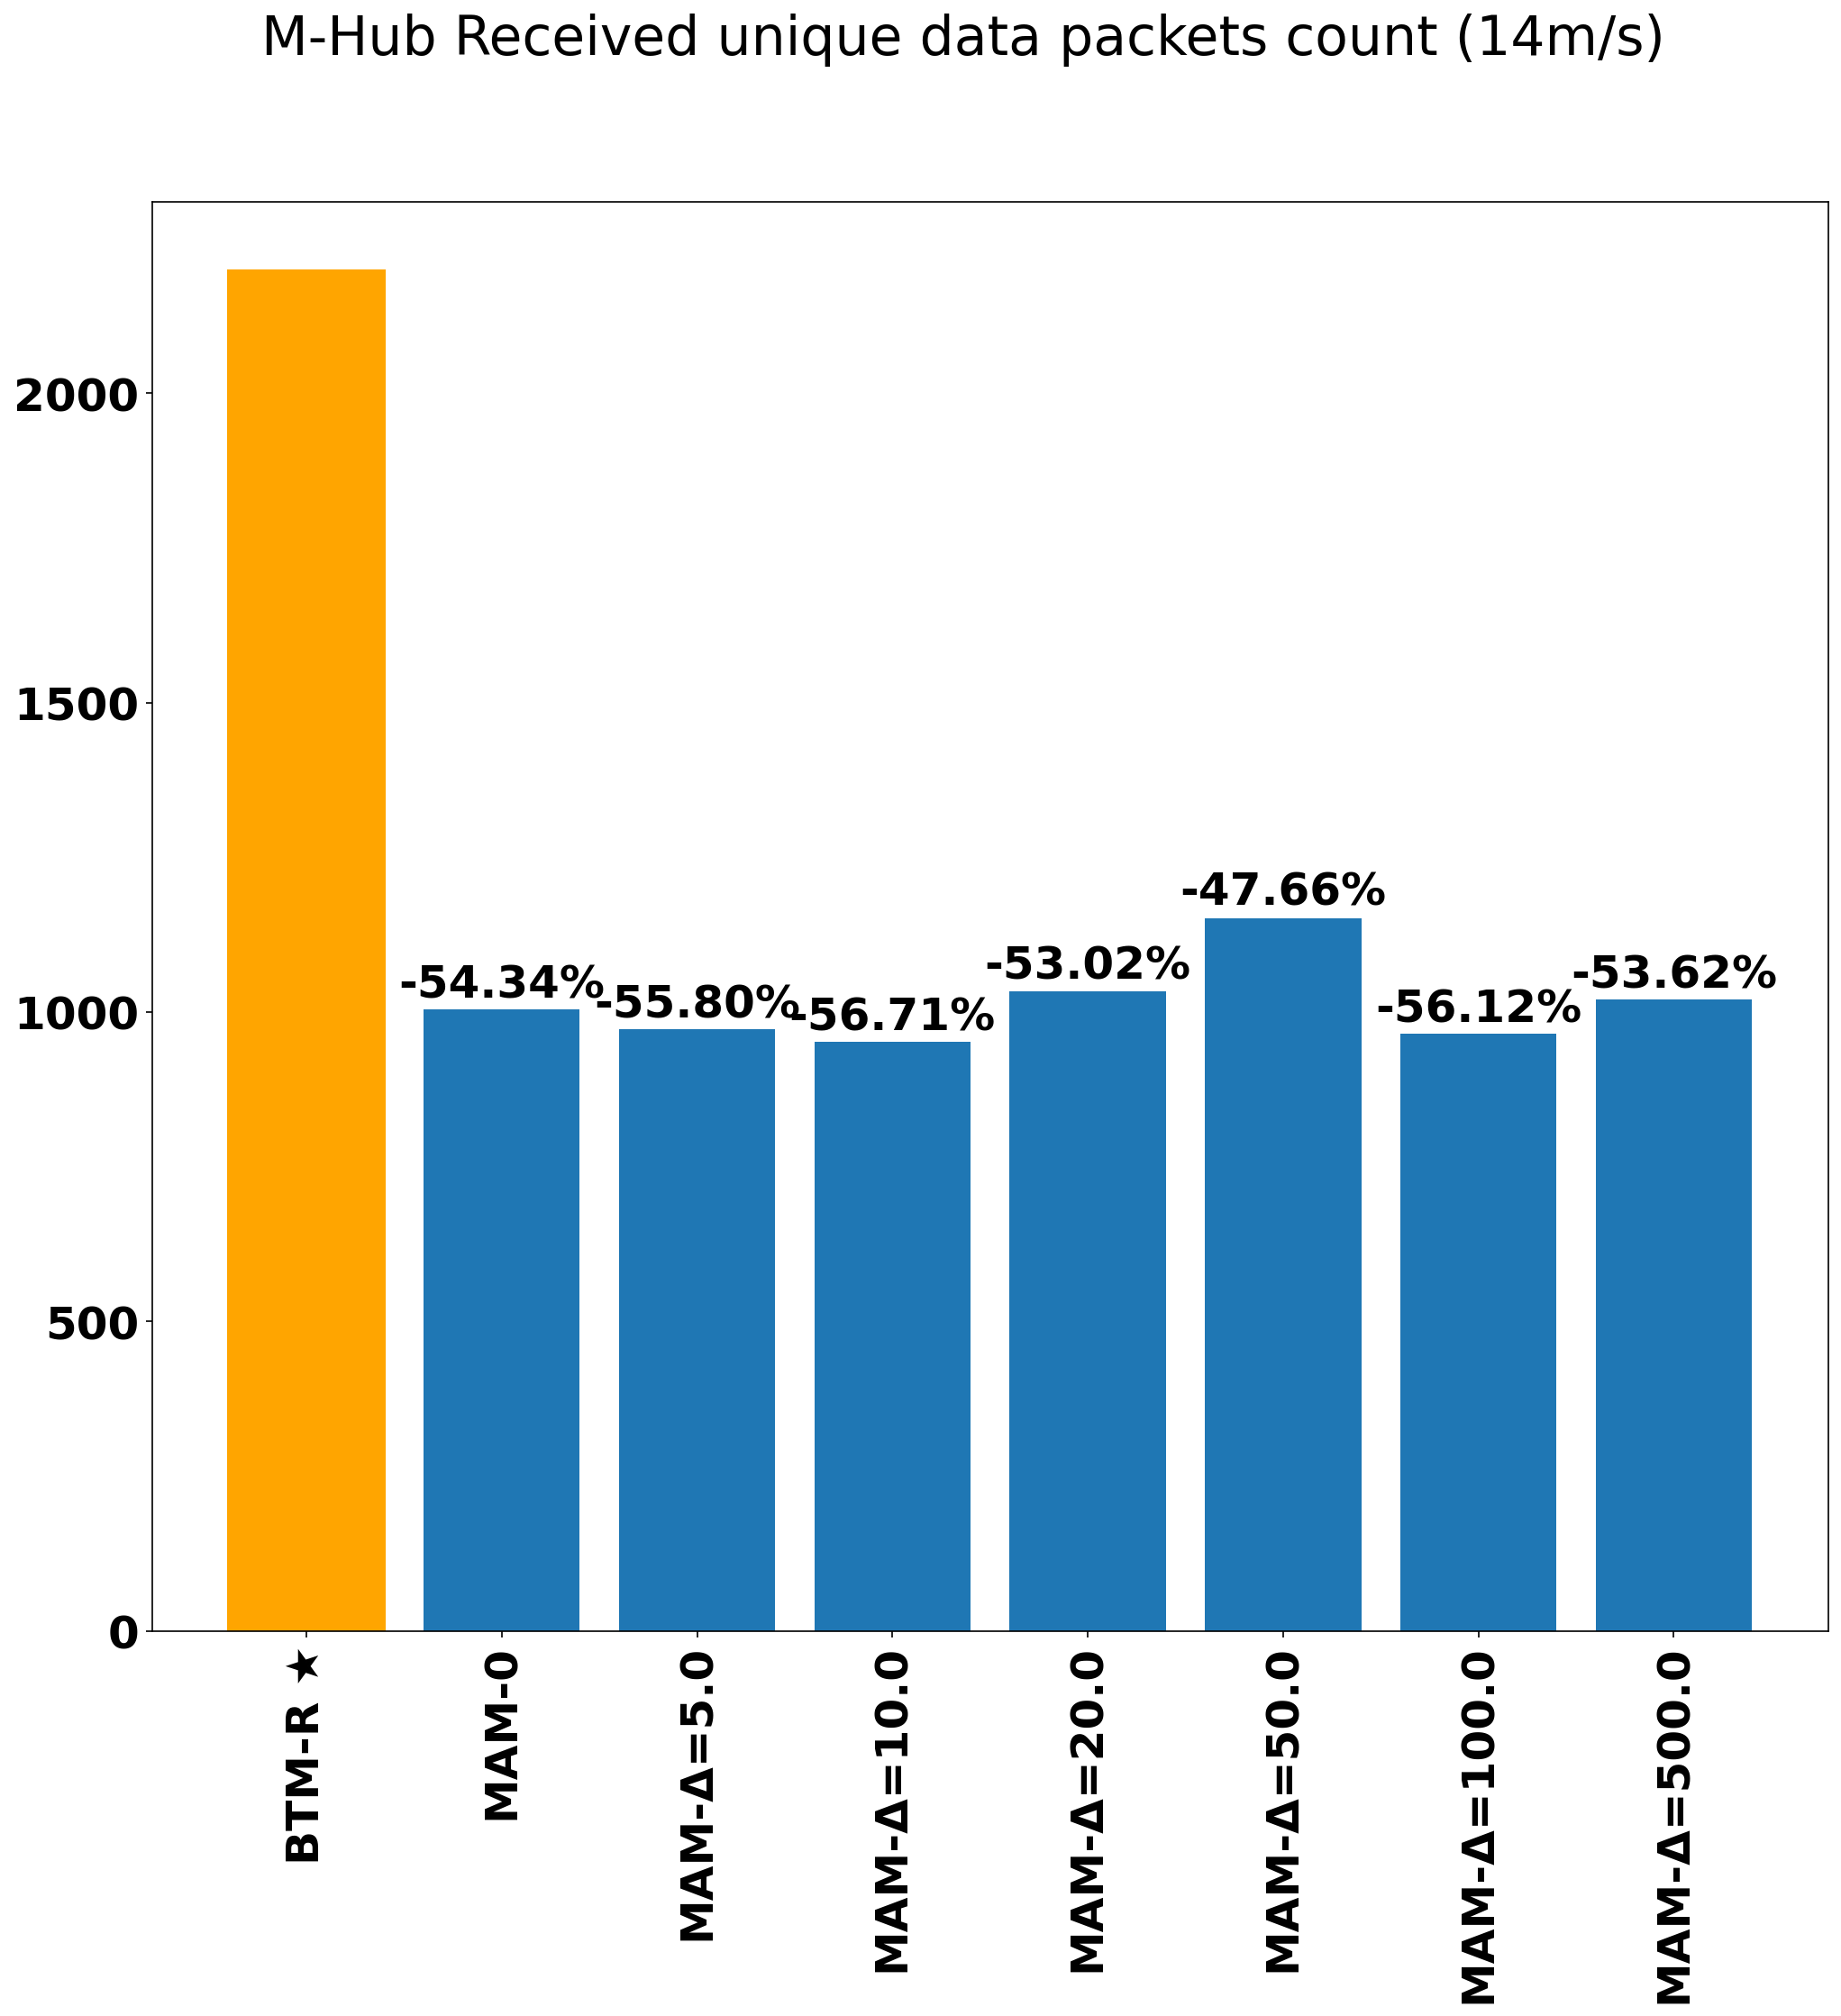 M-Hub Received unique data packets count (14m/s)
2000
1500
1000
500
0
-54.34%
-55.80%
-56.71%
-53.02%
-47.66%
-56.12%
-53.62%
BTM-R ★
MAM-0
MAM-Δ=5.0
MAM-Δ=10.0
MAM-Δ=20.0
MAM-Δ=50.0
MAM-Δ=100.0
MAM-Δ=500.0